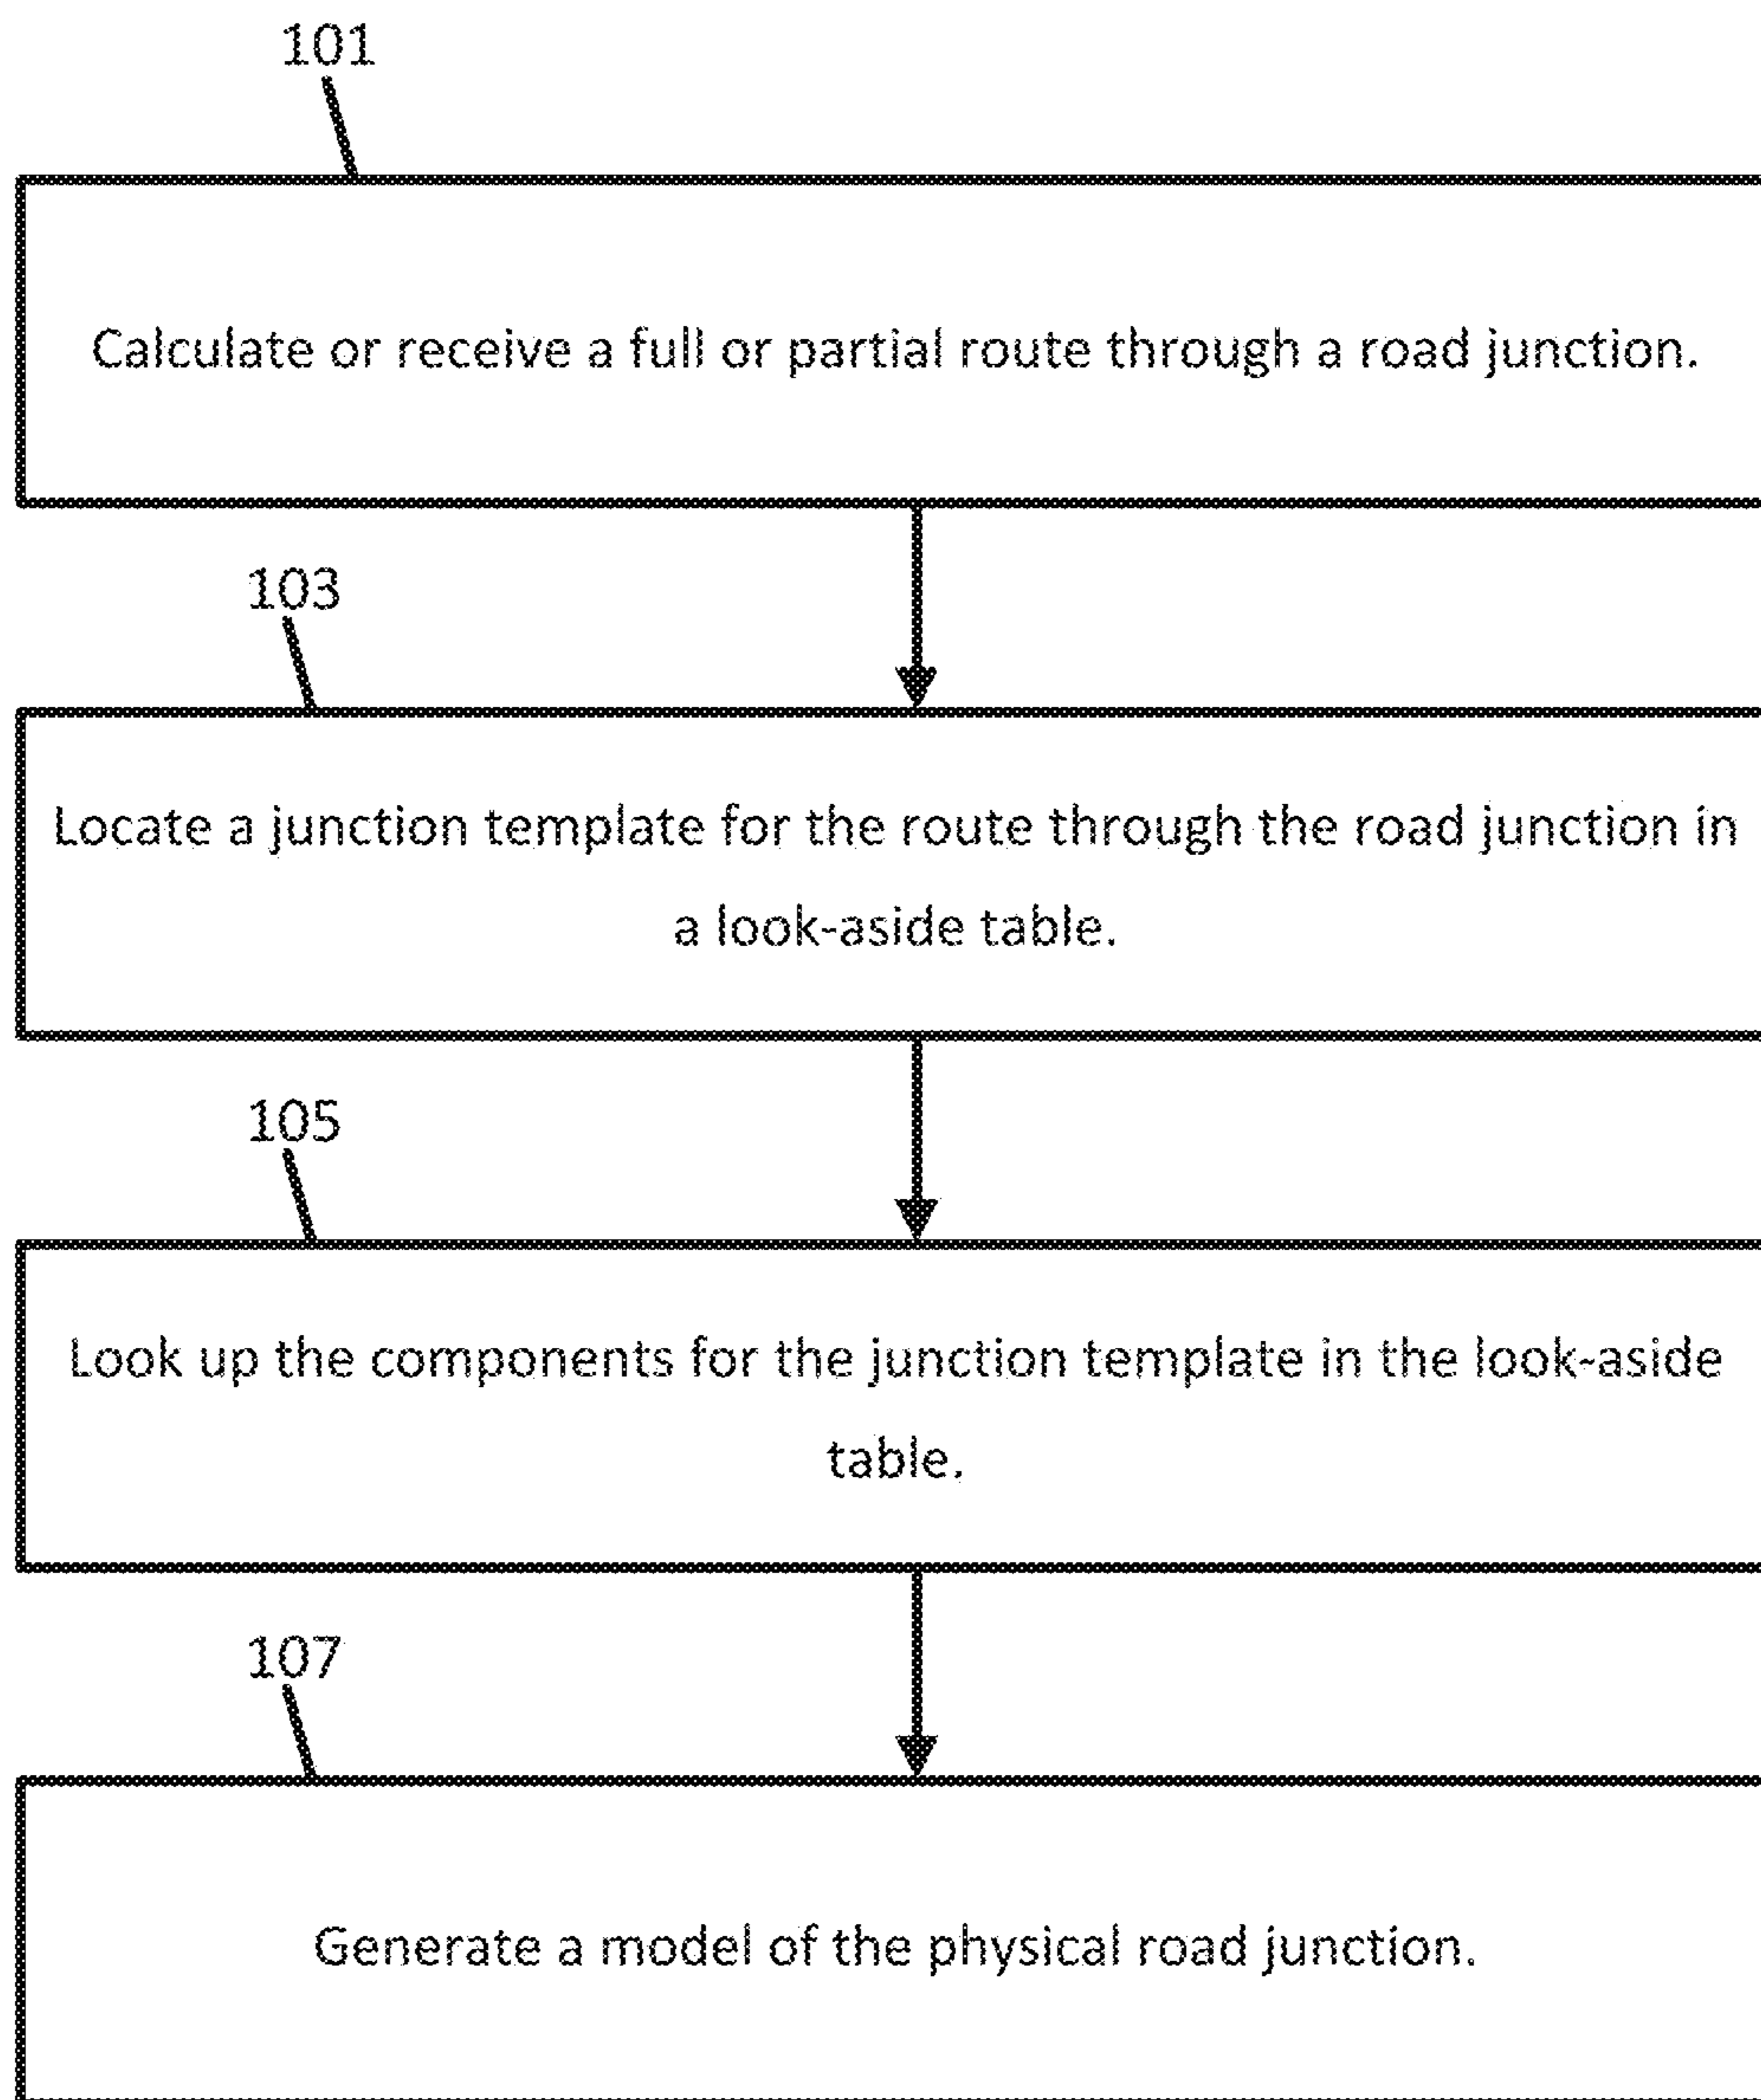 101
Calculate or receive a full or partial route through a road junction.
103
Locate a junction template for the route through the road junction in
a look-aside table.
105
Look up the components for the junction template in the look-aside
table.
107
Generate a model of the physical road junction.